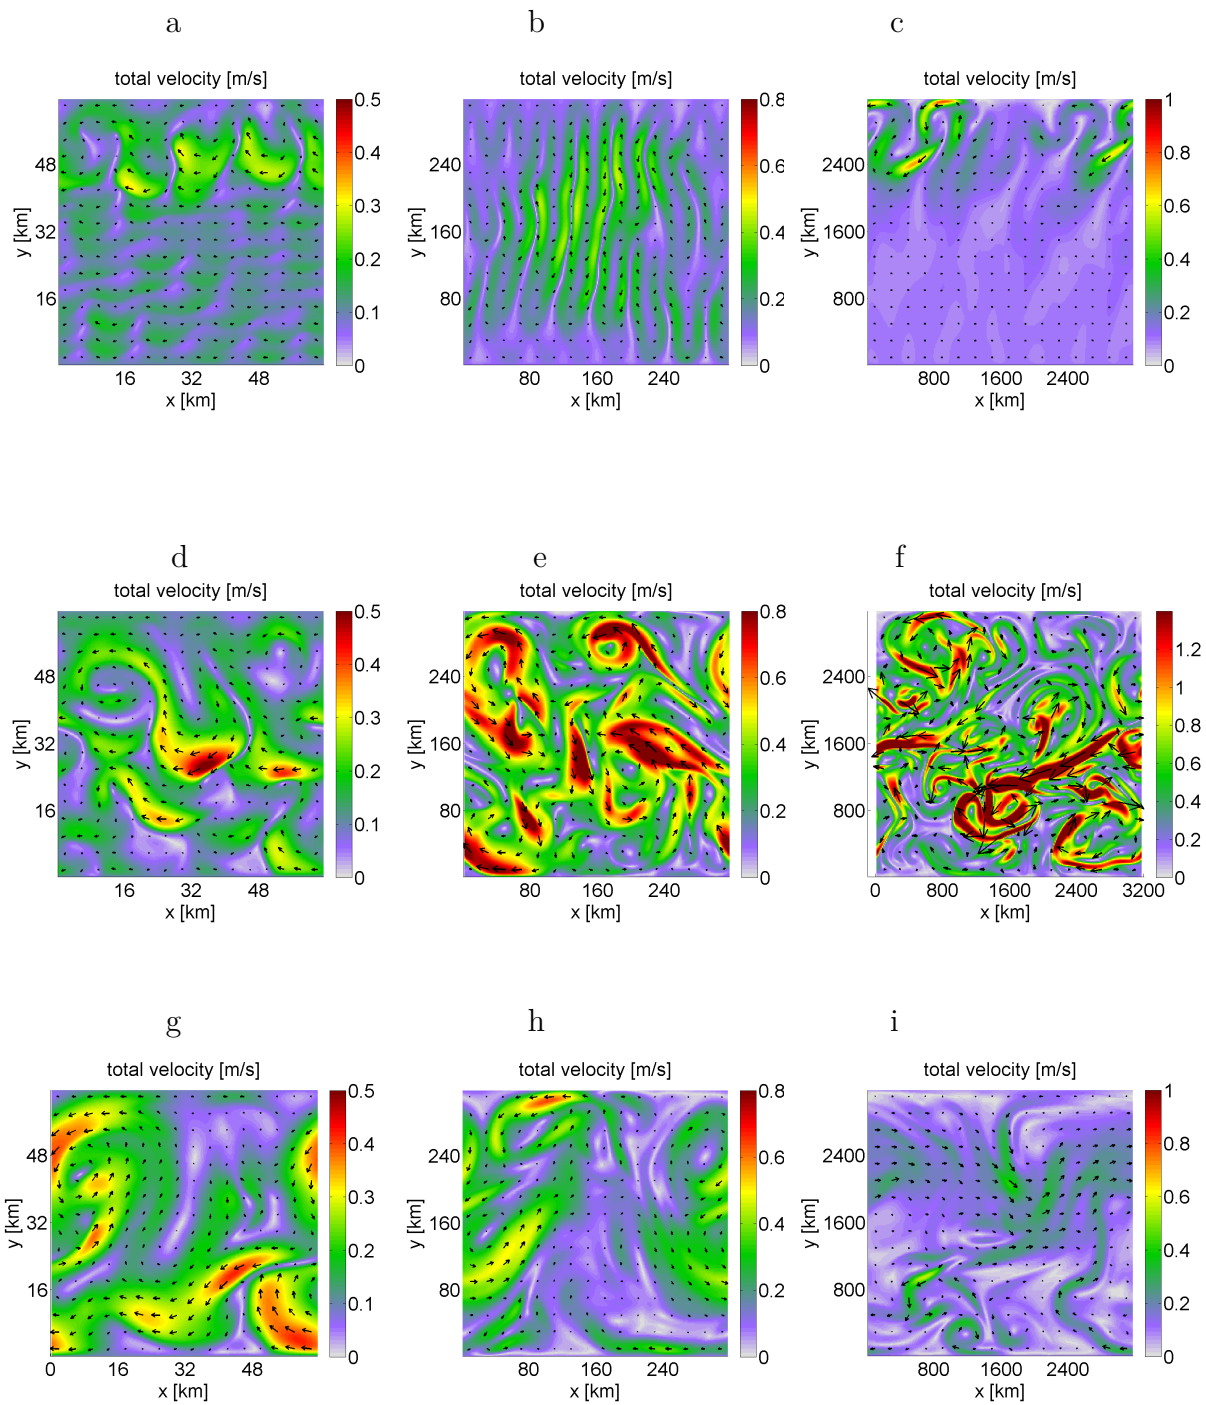 a b c
total velocity [m/s] total velocity [m/s] total velocity [m/s]
0.5 0.8 1
48 0.4 240 0.6 2400 0.8
0.3 0.6
y [km] 32 y [km] 160 0.4 y [km] 1600
0.2 0.4
16 0.1 80 0.2 800 0.2
0 0 0
16 32 48 80 160 240 800 1600 2400
x [km] x [km] x [km]
d e f
total velocity [m/s] total velocity [m/s] total velocity [m/s]
0.5 0.8
1.2
48 0.4 240 0.6 2400 1
0.3 0.8
y [km] 32 y [km] 160 0.4 y [km] 1600 0.6
0.2
16 0.1 80 0.2 800 0.4
0.2
0 0 0
16 32 48 80 160 240 0 800 1600 2400 3200
x [km] x [km] x [km]
g h i
total velocity [m/s] total velocity [m/s] total velocity [m/s]
0.5 0.8 1
48 0.4 240 0.6 2400 0.8
0.3 0.6
y [km] 32 y [km] 160 0.4 y [km] 1600
0.2 0.4
16 0.1 80 0.2 800 0.2
0 0 0
0 16 32 48 80 160 240 800 1600 2400
x [km] x [km] x [km]